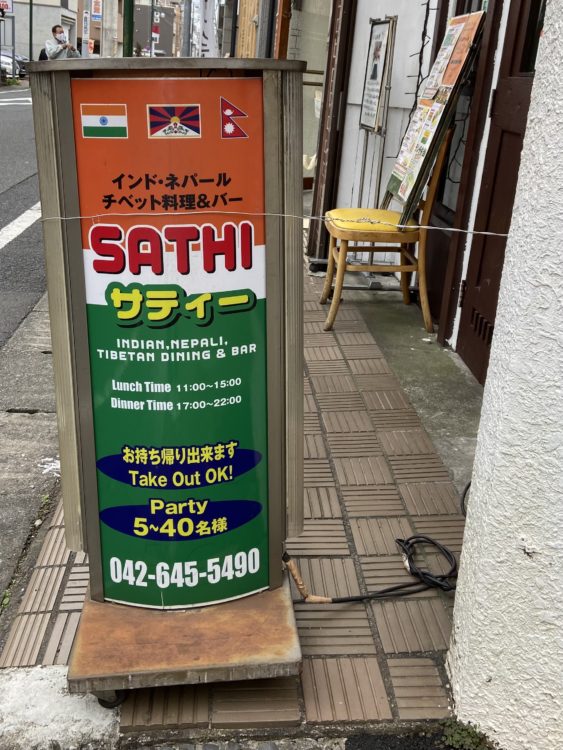 インド・ネパール
チベット料理&バー
SATHI
サティー
INDIAN,NEPALI,
TIBETAN DINING & BAR
Lunch Time 11:00~15:00
Dinner Time 17:00~22:00
お持ち帰り出来ます
Take Out OK!
Party
5~40名様
042-645-5490